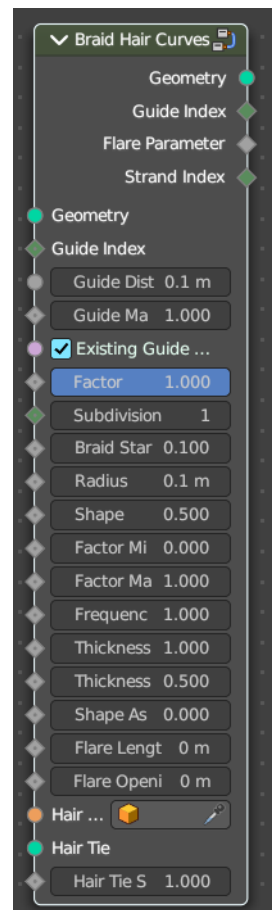 Braid Hair Curves
Geometry
Guide Index
Flare Parameter
Strand Index
Geometry
Guide Index
Guide Dist 0.1 m
Guide Ma 1.000
Existing Guide ...
Factor 1.000
Subdivision 1
Braid Star 0.100
Radius 0.1 m
Shape 0.500
Factor Mi 0.000
Factor Ma 1.000
Frequenc 1.000
Thickness 1.000
Thickness 0.500
Shape As 0.000
Flare Lengt 0 m
Flare Openi 0 m
Hair ...
Hair Tie
Hair Tie S 1.000